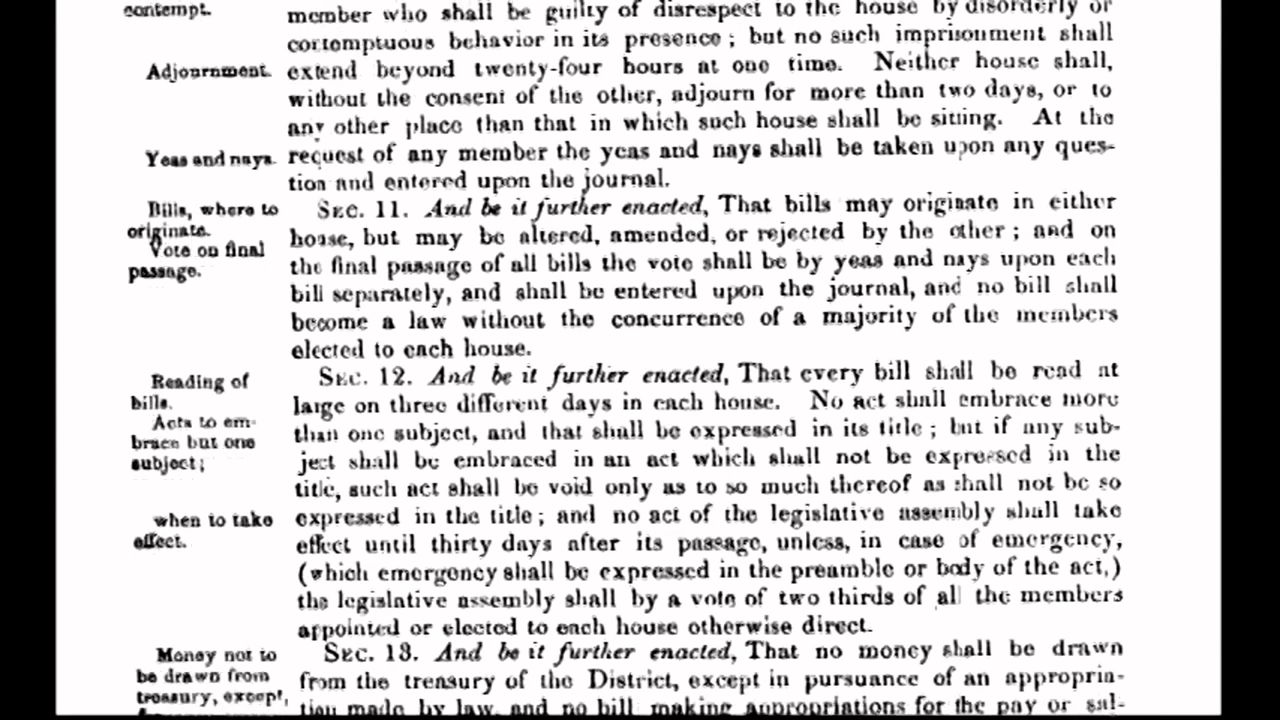 contempt.
member who shall be guilty of disrespect to the house by disorderly or
contemptuous behavior in its presence; but no such imprisonment shall
Adjournment. extend beyond twenty-four hours at one time. Neither house shall,
without the consent of the other, adjourn for more than two days, or to
any other place than that in which such house shall be sitting. At the
Yeas and nays. request of any member the yeas and nays shall be taken upon any ques-
tion and entered upon the journal.
Bills, where to
originate.
Vote on final
passage.
SEC. 11. And be it further enacted, That bills may originate in either
house, but may be altered, amended, or rejected by the other; and on
the final passage of all bills the vote shall be by yeas and nays upon each
bill separately, and shall be entered upon the journal, and no bill shall
become a law without the concurrence of a majority of the members
elected to each house.
Reading of
bills.
Acts to em-
brace but one
subject;
SEC. 12. And be it further enacted, That every bill shall be read at
large on three different days in each house. No act shall embrace more
than one subject, and that shall be expressed in its title; but if any sub-
ject shall be embraced in an act which shall not be expressed in the
title, such act shall be void only as to so much thereof as shall not be so
when to take
effect.
expressed in the title; and no act of the legislative assembly shall take
effect until thirty days after its passage, unless, in case of emergency,
(which emergency shall be expressed in the preamble or body of the act,)
the legislative assembly shall by a vote of two thirds of all the members
appointed or elected to each house otherwise direct.
Money not to
be drawn from
treasury, except,
SEC. 13. And be it further enacted, That no money shall be drawn
from the treasury of the District, except in pursuance of an appropria-
tion made by law, and no bill making appropriations for the pay or sal-